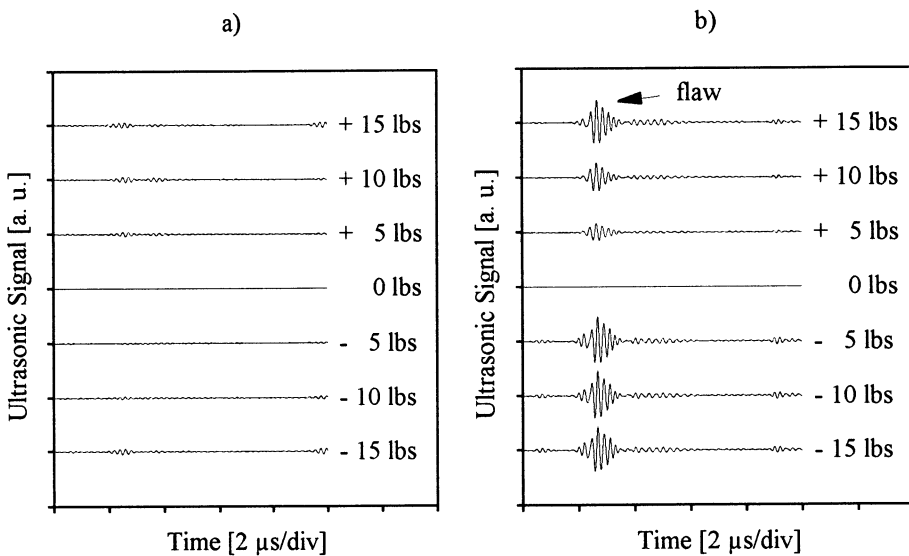 a)
Ultrasonic Signal [a. u.]
+ 15 lbs
+ 10 lbs
+ 5 lbs
0 lbs
- 5 lbs
- 10 lbs
- 15 lbs
Time [2 µs/div]
b)
Ultrasonic Signal [a. u.]
flaw
+ 15 lbs
+ 10 lbs
+ 5 lbs
0 lbs
- 5 lbs
- 10 lbs
- 15 lbs
Time [2 µs/div]